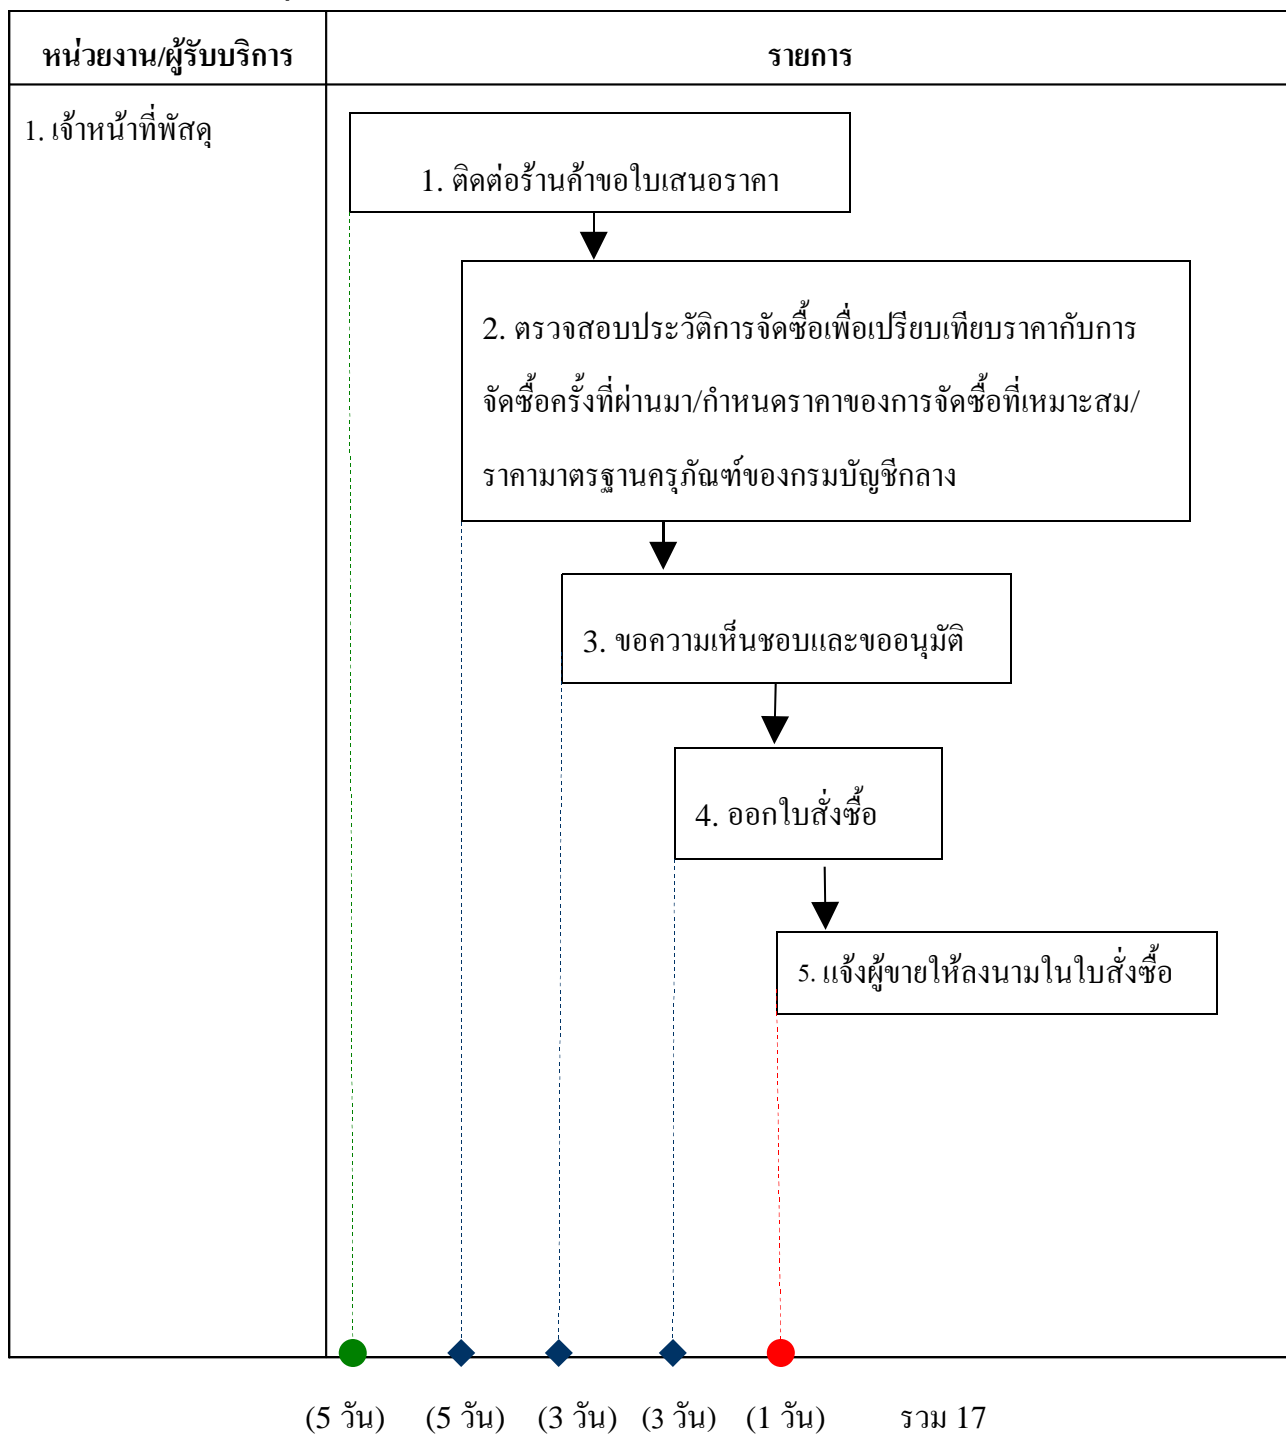 หน่วยงาน/ผู้รับบริการ
รายการ
1. เจ้าหน้าที่พัสดุ
1. ติดต่อร้านค้าขอใบเสนอราคา
2. ตรวจสอบประวัติการจัดซื้อเพื่อเปรียบเทียบราคากับการ
จัดซื้อครั้งที่ผ่านมา/กำหนดราคาของการจัดซื้อที่เหมาะสม/
ราคามาตรฐานครุภัณฑ์ของกรมบัญชีกลาง
3. ขอความเห็นชอบและขออนุมัติ
4. ออกใบสั่งซื้อ
5. แจ้งผู้ขายให้ลงนามในใบสั่งซื้อ
(5 วัน) (5 วัน) (3 วัน) (3 วัน) (1 วัน) รวม 17